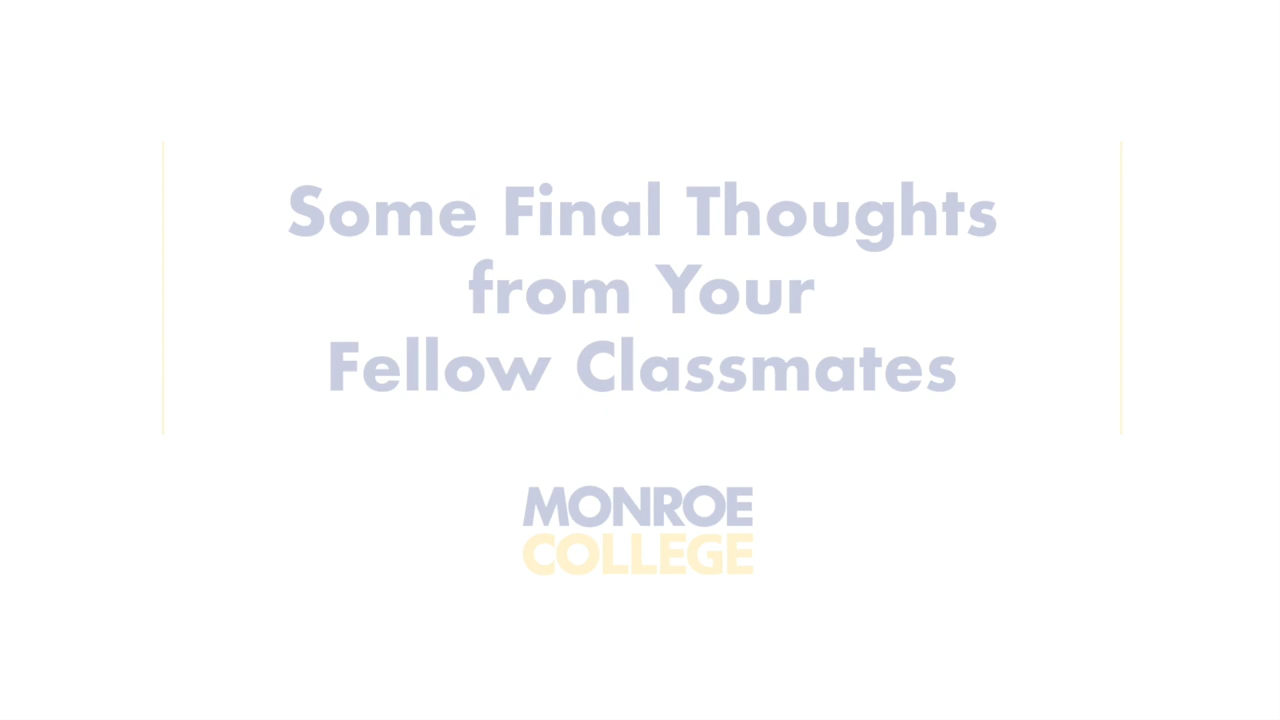 Some Final Thoughts
from Your
Fellow Classmates
MONROE
COLLEGE